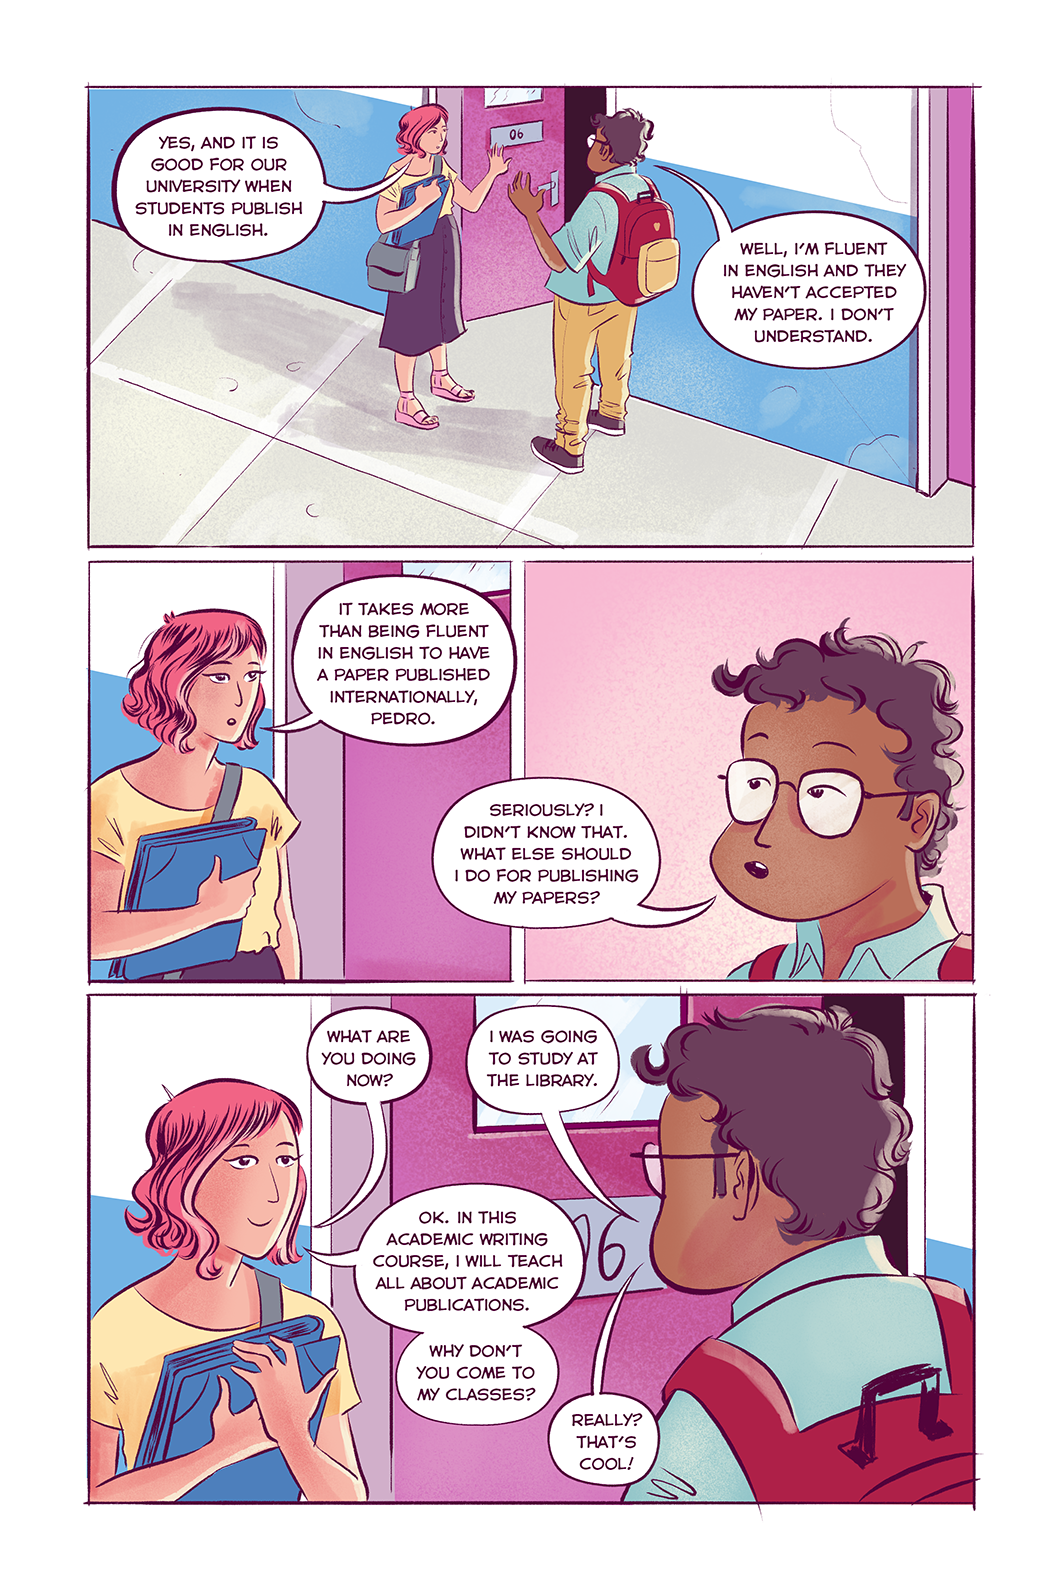 YES, AND IT IS
GOOD FOR OUR
UNIVERSITY WHEN
STUDENTS PUBLISH
IN ENGLISH.
06
WELL, I'M FLUENT
IN ENGLISH AND THEY
HAVEN'T ACCEPTED
MY PAPER. I DON'T
UNDERSTAND.
IT TAKES MORE
THAN BEING FLUENT
IN ENGLISH TO HAVE
A PAPER PUBLISHED
INTERNATIONALLY,
PEDRO.
SERIOUSLY? I
DIDN'T KNOW THAT.
WHAT ELSE SHOULD
I DO FOR PUBLISHING
MY PAPERS?
WHAT ARE
YOU DOING
NOW?
I WAS GOING
TO STUDY AT
THE LIBRARY.
OK. IN THIS
ACADEMIC WRITING
COURSE, I WILL TEACH
ALL ABOUT ACADEMIC
PUBLICATIONS.
WHY DON'T
YOU COME TO
MY CLASSES?
06
REALLY?
THAT'S
COOL!